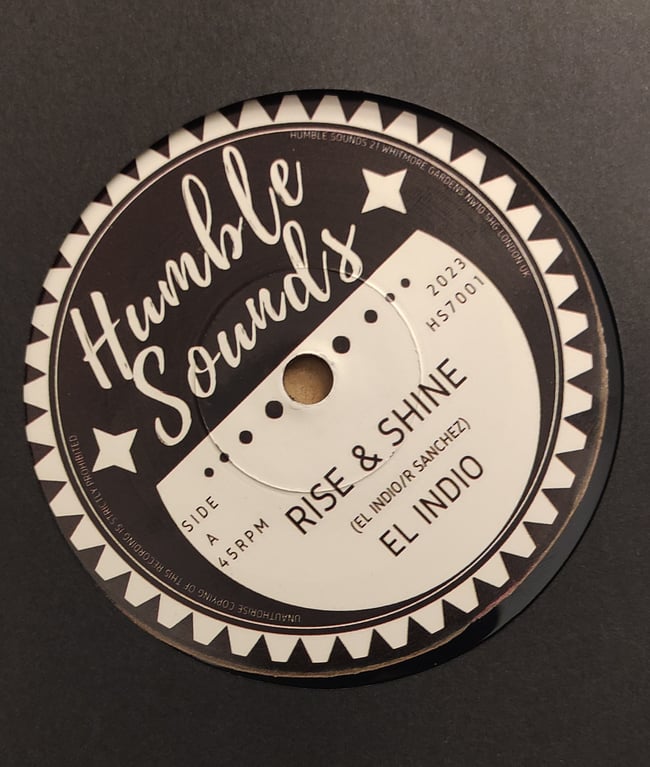 HUMBLE SOUNDS 21 WHITMORE GARDENS NW10 5HG LONDON UK
Humble
Sounds
2023
HS7001
SIDE
A
45RPM
RISE & SHINE
(EL INDIO/R SANCHEZ)
EL INDIO
UNAUTHORISE COPYING OF THIS RECORDING IS STRICTLY PROHIBITED